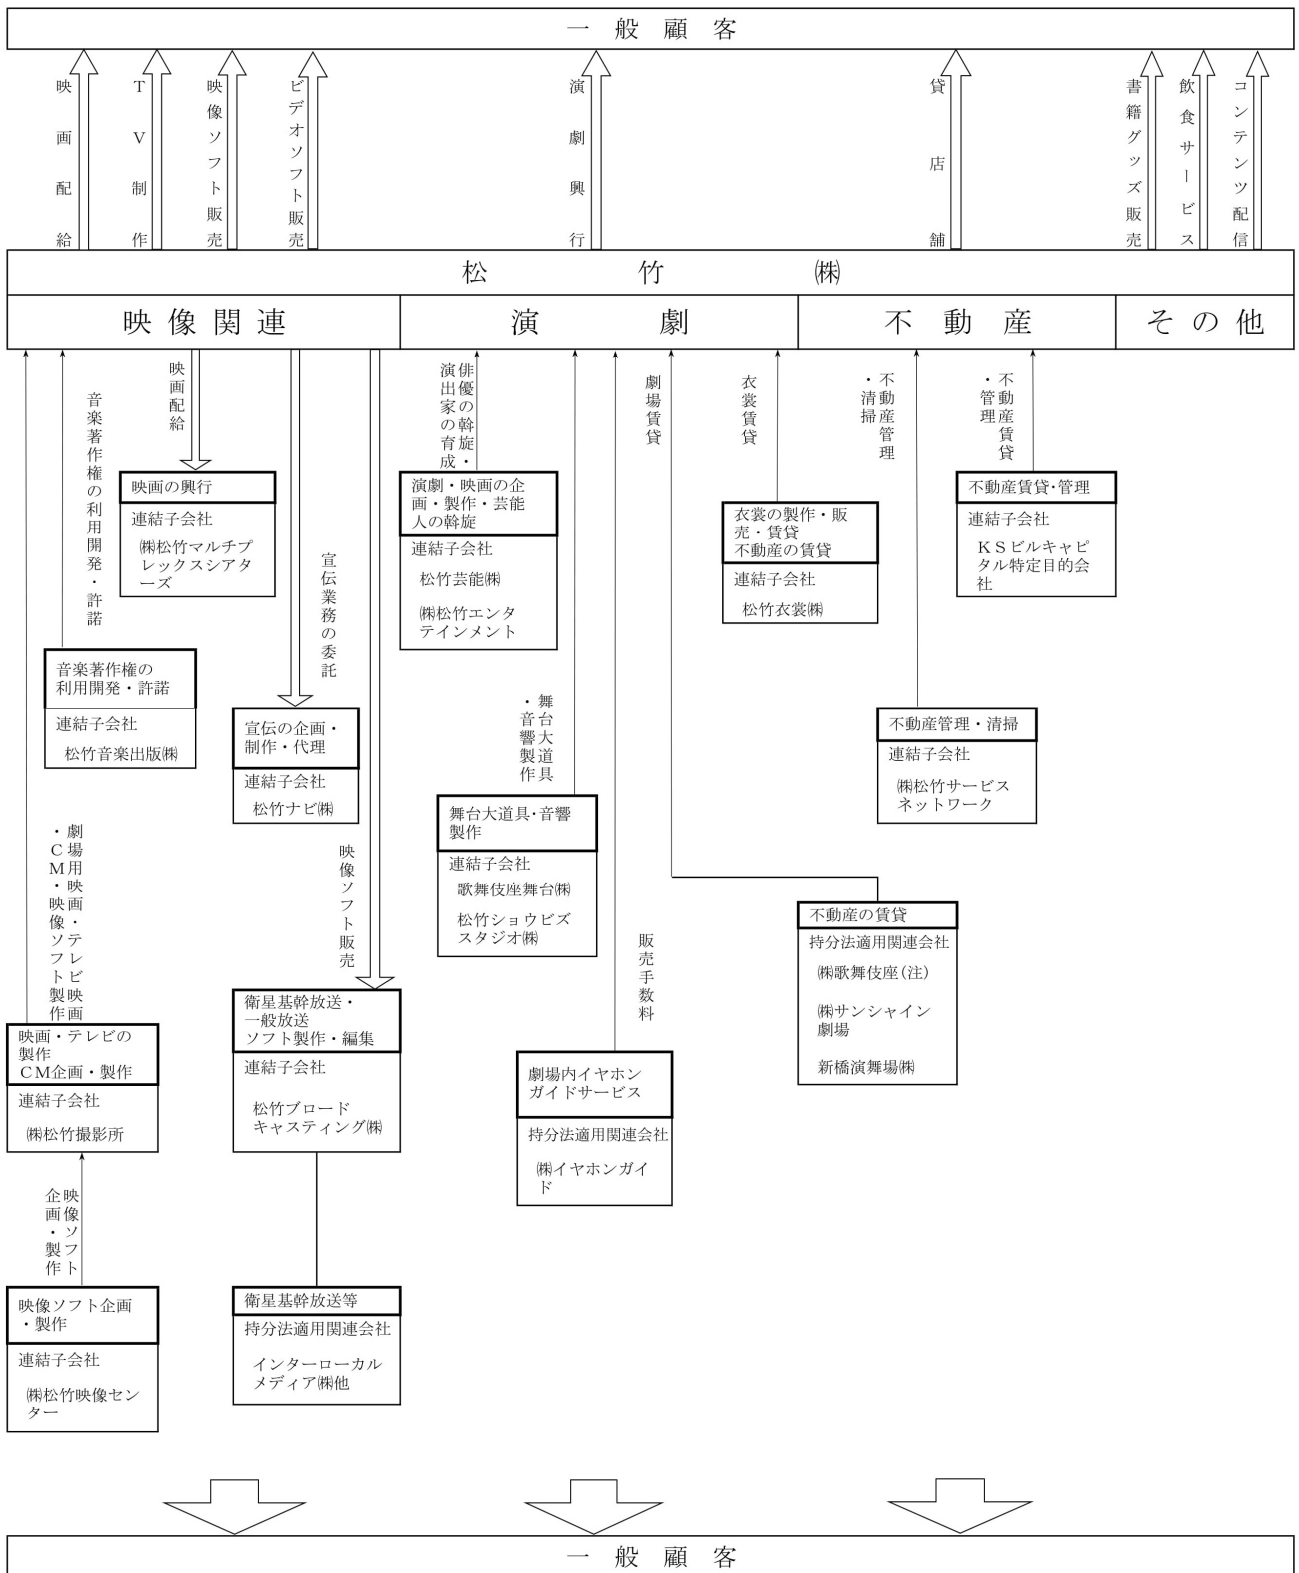 一般顧客
映画配給
TV制作
映像ソフト販売
ビデオソフト販売
演劇興行
貸店舗
書籍グッズ販売
飲食サービス
コンテンツ配信
松竹㈱
映像関連
演劇
不動産
その他
音楽著作権の利用開発・許諾
映画配給
宣伝業務の委託
俳優の斡旋・
演出家の育成・
劇場賃貸
衣裳賃貸
不動産管理
・清掃
不動産賃貸
・管理
映画の興行
連結子会社
㈱松竹マルチプ
レックスシアタ
ーズ
演劇・映画の企
画・製作・芸能
人の斡旋
連結子会社
松竹芸能㈱
㈱松竹エンタ
テインメント
衣裳の製作・販
売・賃貸
不動産の賃貸
連結子会社
松竹衣裳㈱
不動産賃貸・管理
連結子会社
ＫＳビルキャピ
タル特定目的会
社
音楽著作権の
利用開発・許諾
連結子会社
松竹音楽出版㈱
宣伝の企画・
制作・代理
連結子会社
松竹ナビ㈱
舞台大道具
・音響製作
舞台大道具・音響
製作
連結子会社
歌舞伎座舞台㈱
松竹ショウビズ
スタジオ㈱
不動産管理・清掃
連結子会社
㈱松竹サービス
ネットワーク
劇場用・映画・テレビ映画
・ＣＭ・映像・ソフト製作
映像ソフト販売
販売手数料
不動産の賃貸
持分法適用関連会社
㈱歌舞伎座(注)
㈱サンシャイン
劇場
新橋演舞場㈱
映画・テレビの
製作
ＣＭ企画・製作
連結子会社
㈱松竹撮影所
衛星基幹放送・
一般放送
ソフト製作・編集
連結子会社
松竹ブロード
キャスティング㈱
劇場内イヤホン
ガイドサービス
持分法適用関連会社
㈱イヤホンガイ
ド
映像ソフト
企画・製作
映像ソフト企画
・製作
連結子会社
㈱松竹映像セン
ター
衛星基幹放送等
持分法適用関連会社
インターローカル
メディア㈱他
一般顧客